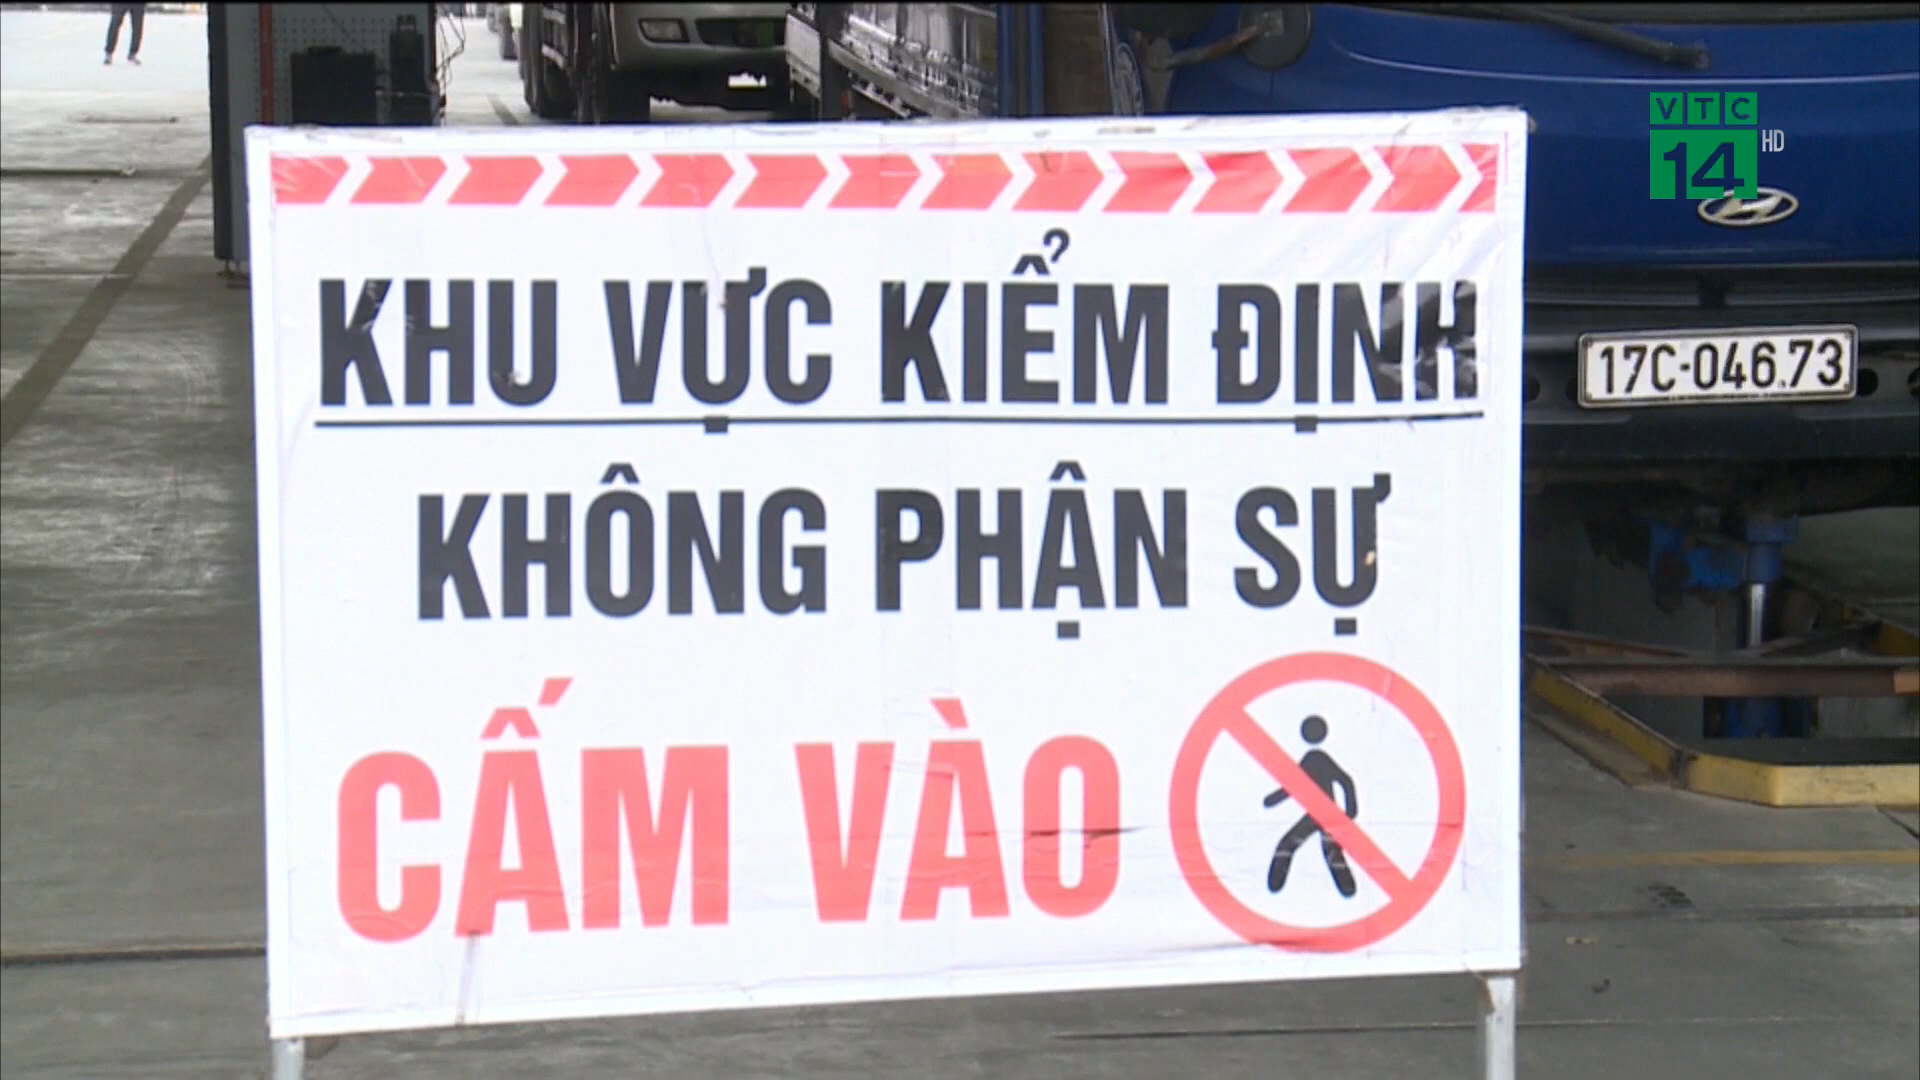 VTC
14 HD
KHU VỰC KIỂM ĐỊNH
17C-046.73
KHÔNG PHẬN SỰ
CẤM VÀO